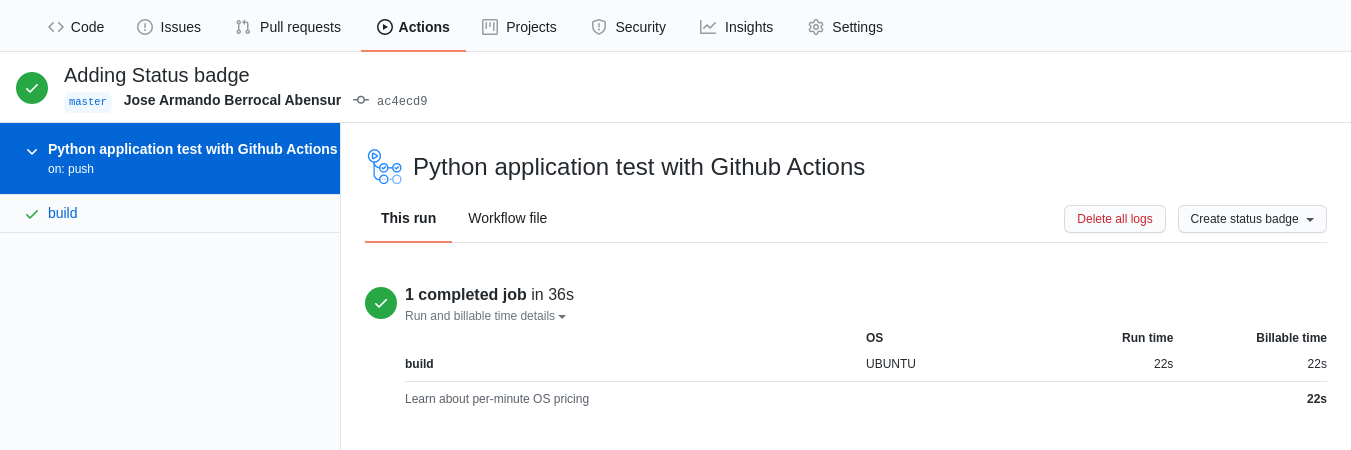 Code Issues Pull requests Actions Projects Security Insights Settings
Adding Status badge
master Jose Armando Berrocal Abensur ac4ecd9
Python application test with Github Actions
on: push
build
Python application test with Github Actions
This run Workflow file Delete all logs Create status badge
1 completed job in 36s
Run and billable time details
OS Run time Billable time
build UBUNTU 22s 22s
Learn about per-minute OS pricing 22s